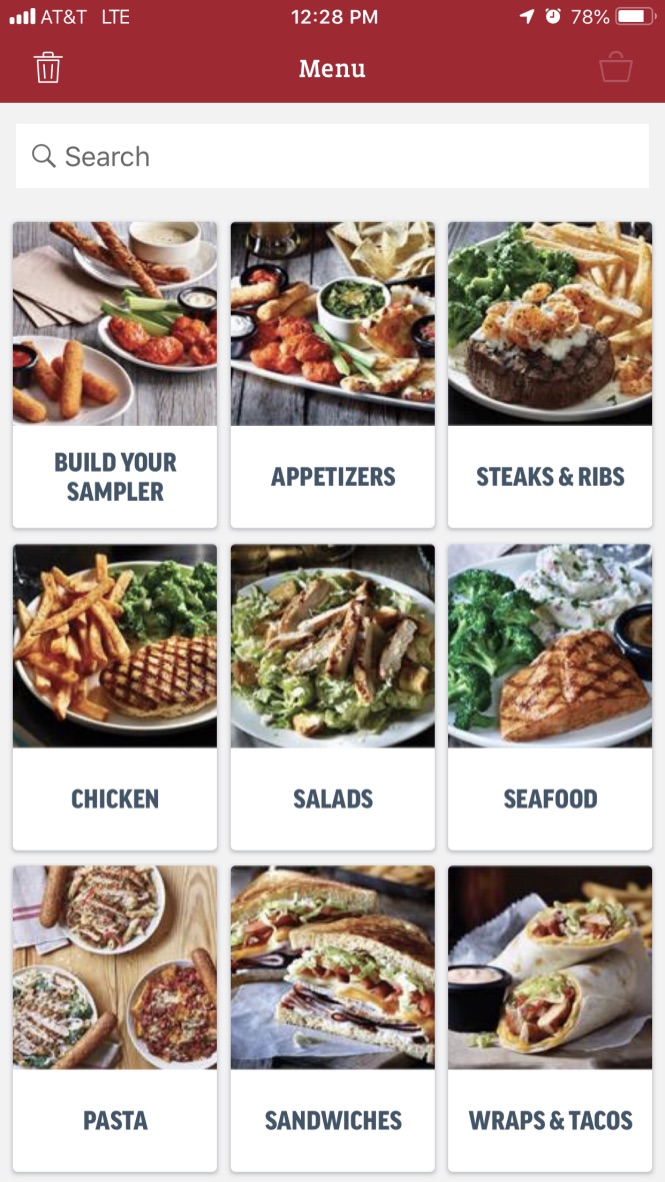 AT&T LTE 12:28 PM 78%
Menu
Search
BUILD YOUR
SAMPLER
APPETIZERS
STEAKS & RIBS
CHICKEN
SALADS
SEAFOOD
PASTA
SANDWICHES
WRAPS & TACOS